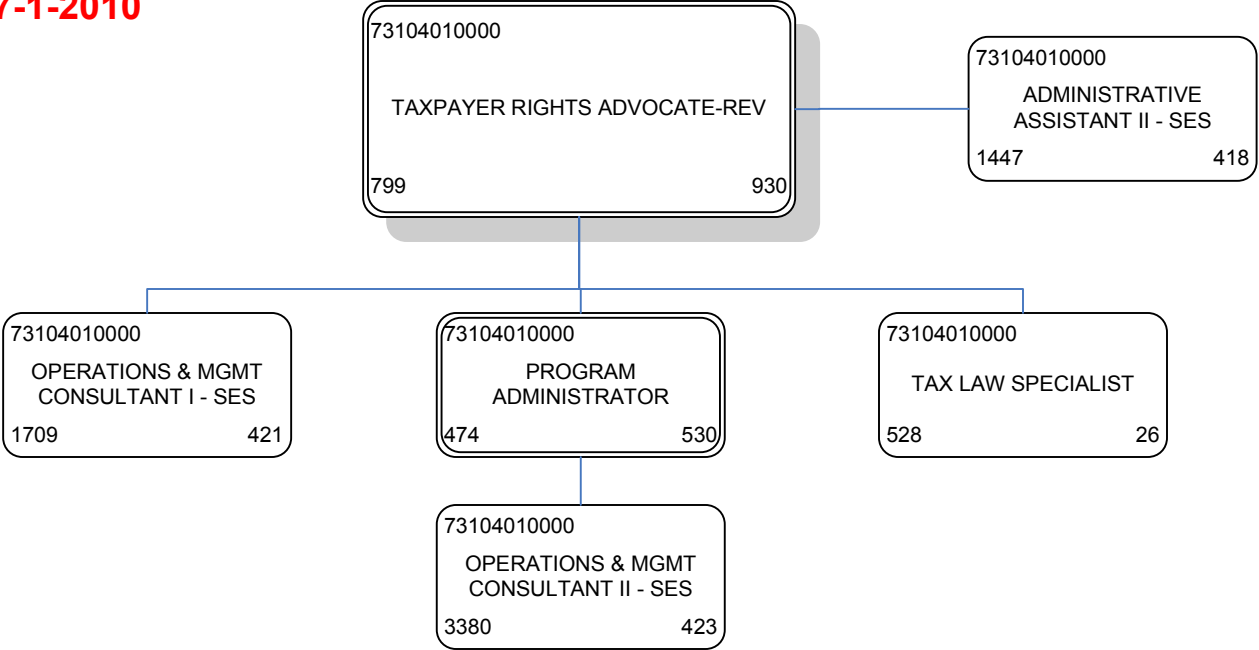 7-1-2010
73104010000
TAXPAYER RIGHTS ADVOCATE-REV
799 930
73104010000
ADMINISTRATIVE
ASSISTANT II - SES
1447 418
73104010000
OPERATIONS & MGMT
CONSULTANT I - SES
1709 421
73104010000
PROGRAM
ADMINISTRATOR
474 530
73104010000
TAX LAW SPECIALIST
528 26
73104010000
OPERATIONS & MGMT
CONSULTANT II - SES
3380 423